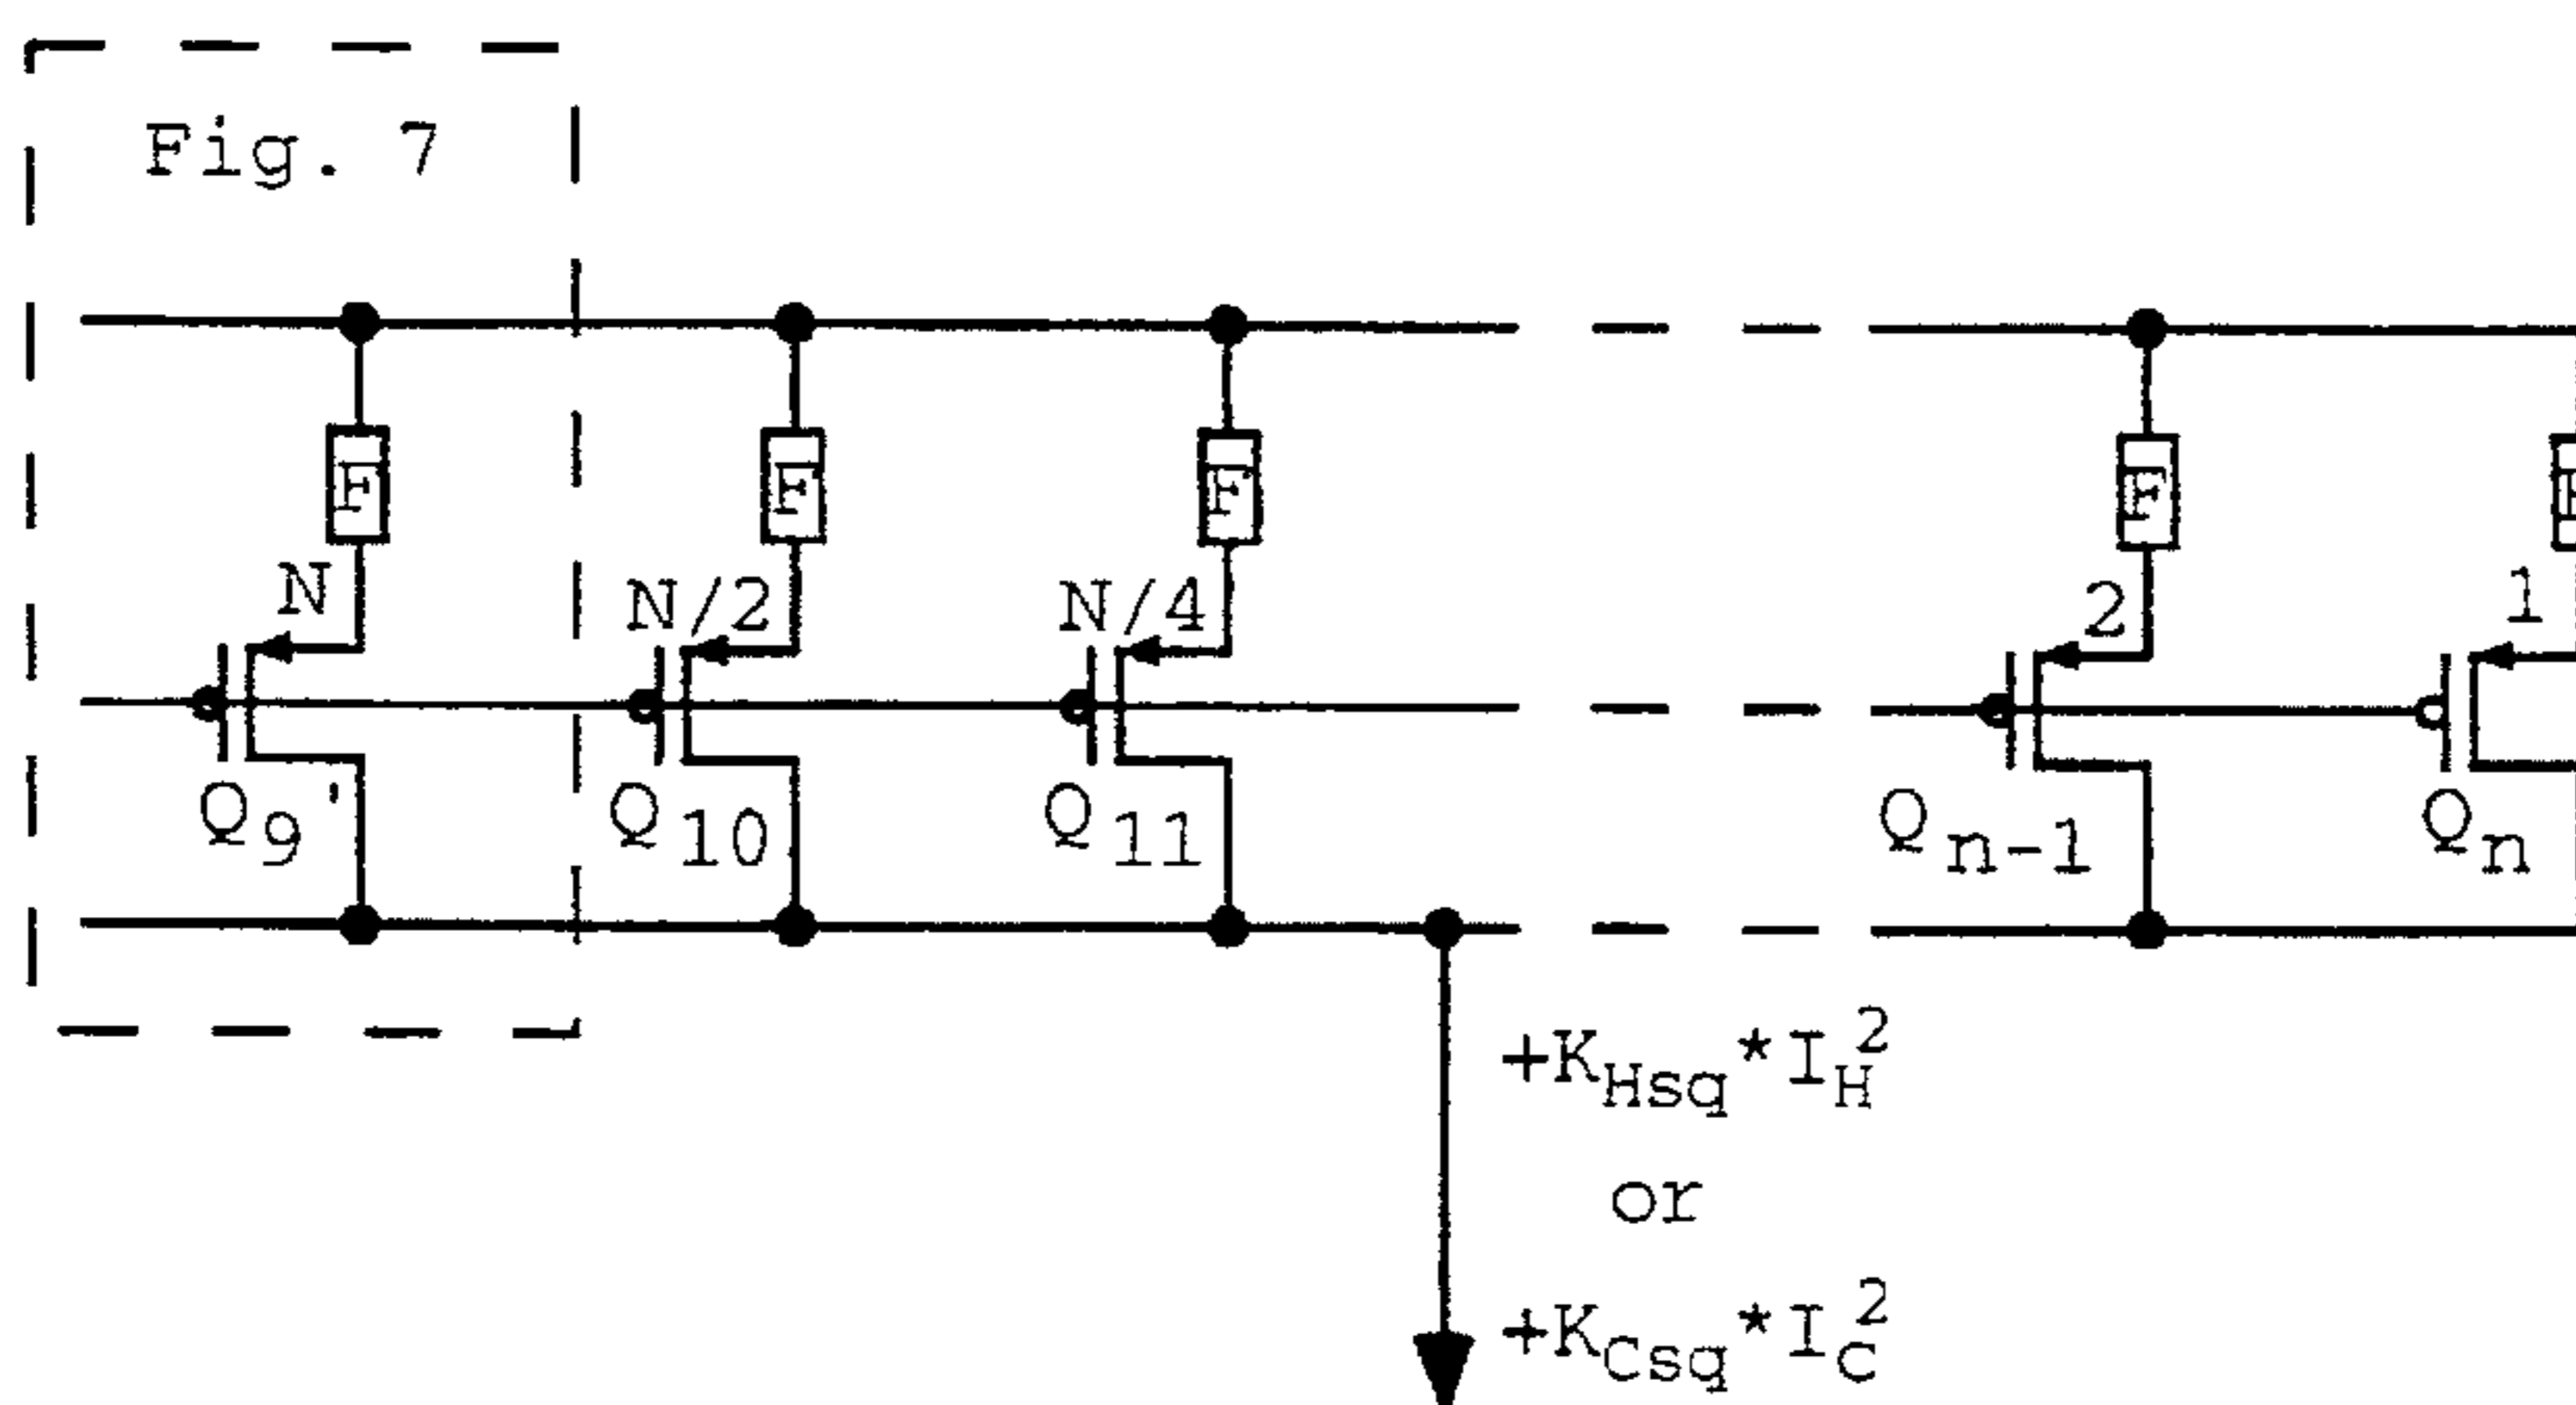 Fig. 7
F F F F F
N N/2 N/4 2 1
Q9' Q10 Q11 Qn-1 Qn
+KHsq*IH2
or
+KCsq*IC2